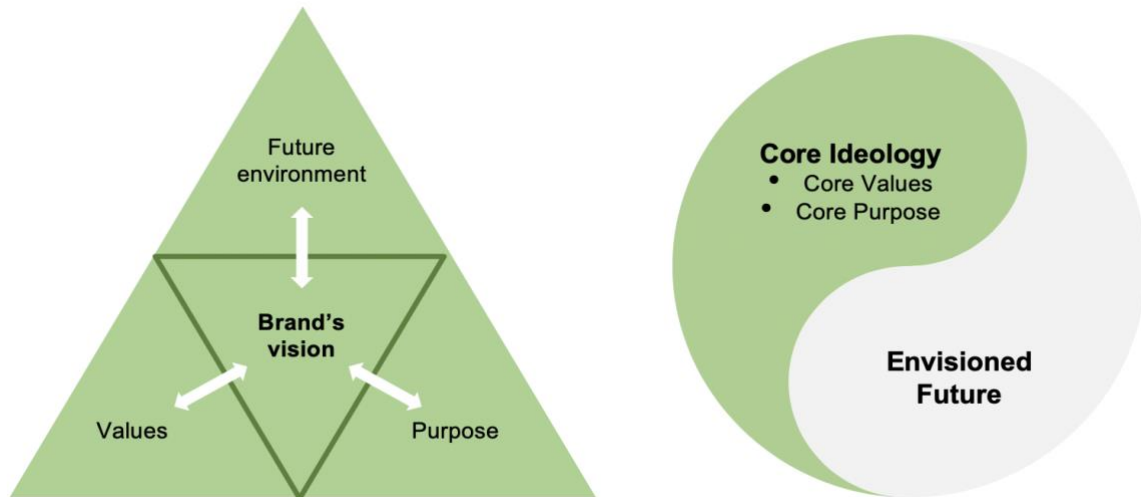 Future
environment
Brand’s
vision
Values
Purpose
Core Ideology
• Core Values
• Core Purpose
Envisioned
Future